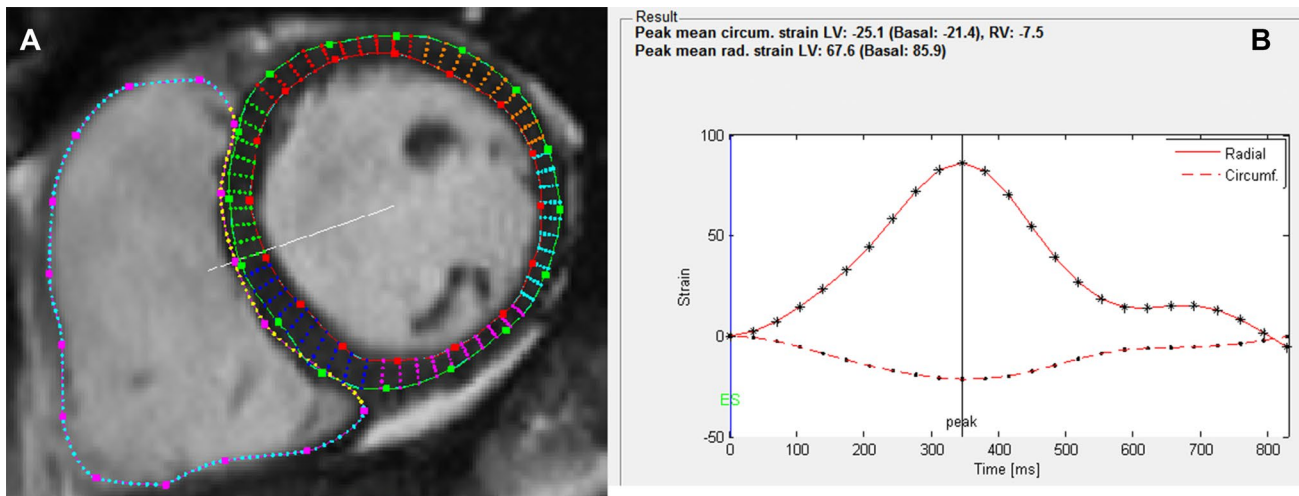 A
Result
Peak mean circum. strain LV: -25.1 (Basal: -21.4), RV: -7.5
Peak mean rad. strain LV: 67.6 (Basal: 85.9)
B
100
50
0
-50
Strain
Radial
Circumf.
ES
peak
0 100 200 300 400 500 600 700 800
Time [ms]